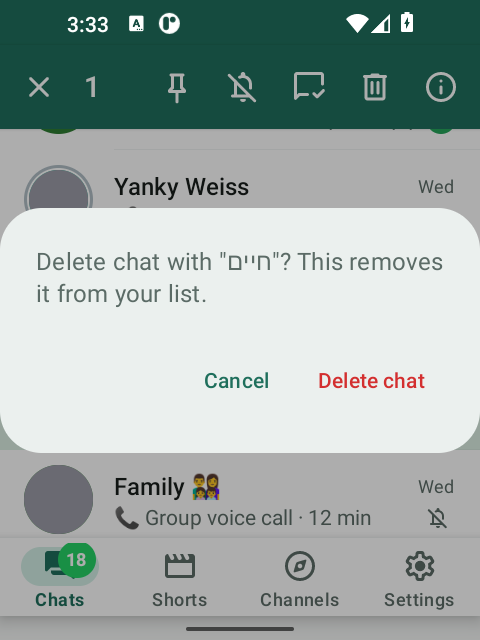 3:33
1
Yanky Weiss
Wed
Delete chat with "חיים"? This removes
it from your list.
Cancel
Delete chat
Family 👨‍👩‍👧‍👦
Wed
Group voice call · 12 min
18
Chats
Shorts
Channels
Settings